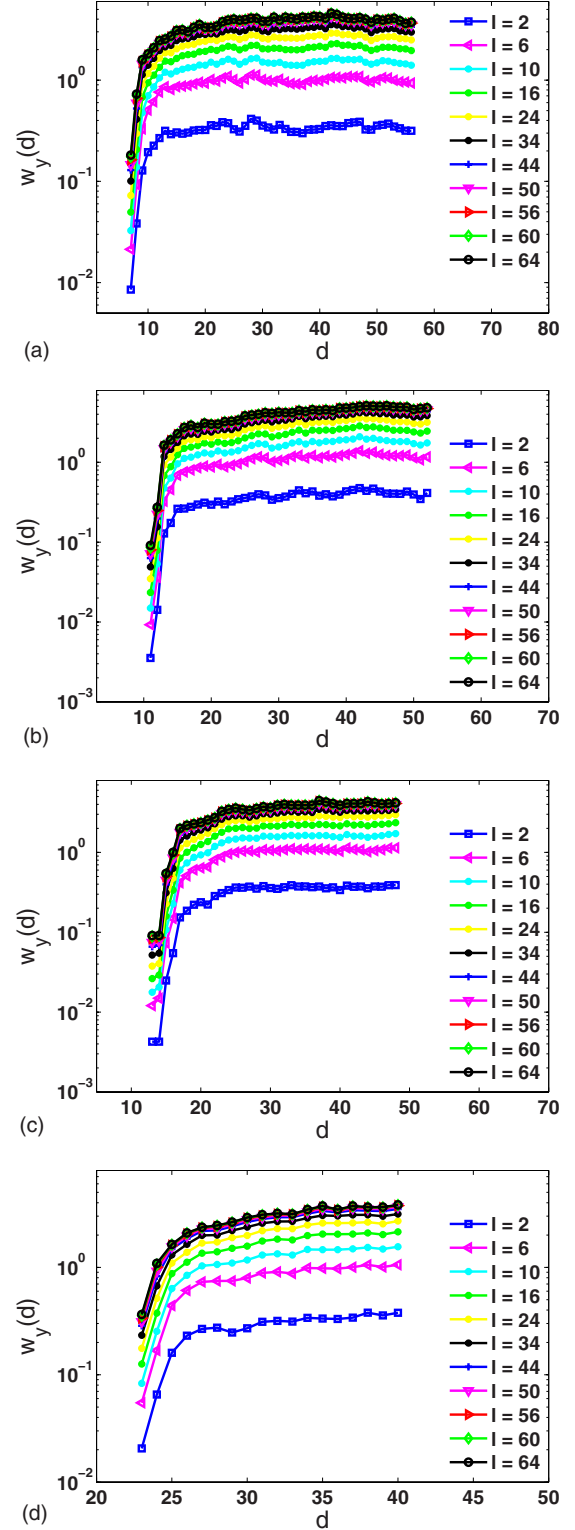 10^0
10^-1
10^-2
w_y(d)
10 20 30 40 50 60 70 80
d
(a)
l = 2
l = 6
l = 10
l = 16
l = 24
l = 34
l = 44
l = 50
l = 56
l = 60
l = 64
10^0
10^-1
10^-2
10^-3
w_y(d)
10 20 30 40 50 60 70
d
(b)
l = 2
l = 6
l = 10
l = 16
l = 24
l = 34
l = 44
l = 50
l = 56
l = 60
l = 64
10^0
10^-1
10^-2
10^-3
w_y(d)
10 20 30 40 50 60 70
d
(c)
l = 2
l = 6
l = 10
l = 16
l = 24
l = 34
l = 44
l = 50
l = 56
l = 60
l = 64
10^0
10^-1
10^-2
w_y(d)
20 25 30 35 40 45 50
d
(d)
l = 2
l = 6
l = 10
l = 16
l = 24
l = 34
l = 44
l = 50
l = 56
l = 60
l = 64